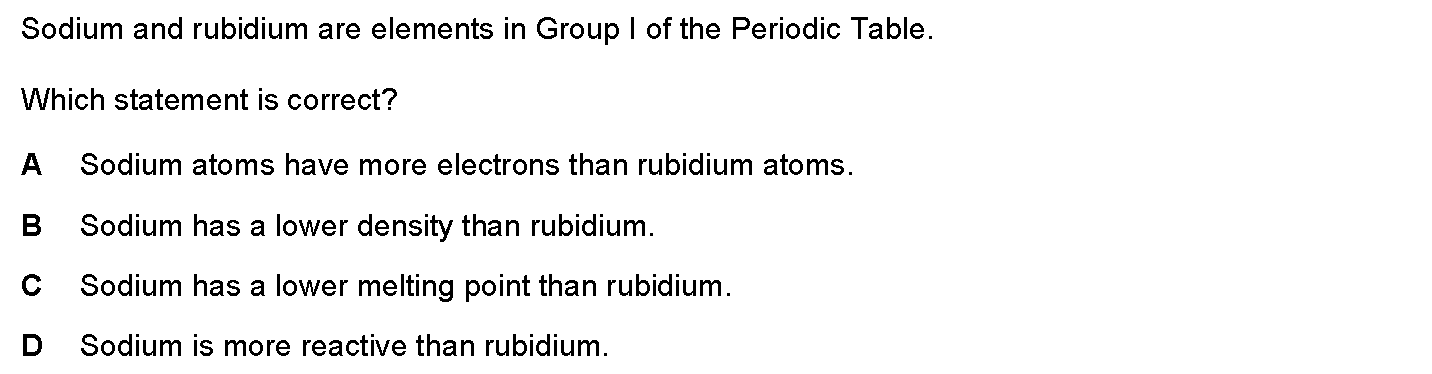 Sodium and rubidium are elements in Group I of the Periodic Table.
Which statement is correct?
A Sodium atoms have more electrons than rubidium atoms.
B Sodium has a lower density than rubidium.
C Sodium has a lower melting point than rubidium.
D Sodium is more reactive than rubidium.